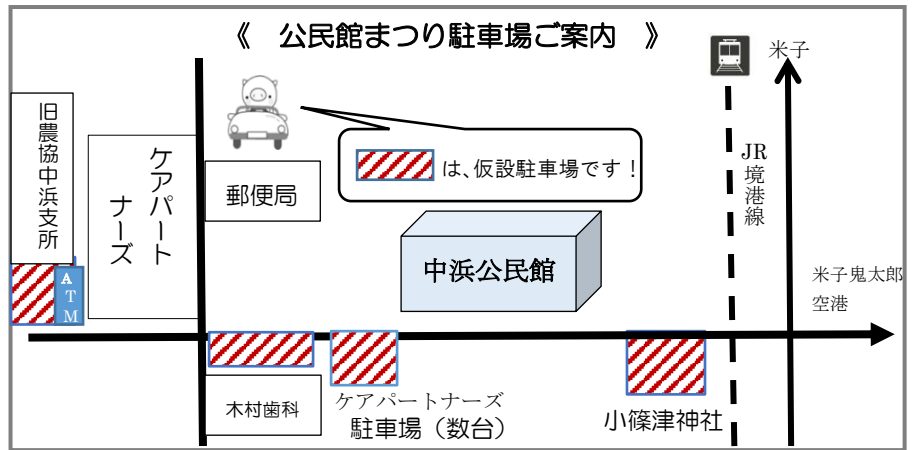 《 公民館まつり駐車場ご案内 》
米子
旧農協中浜支所
ケアパート
ナーズ
郵便局
は、仮設駐車場です!
JR境港線
中浜公民館
米子鬼太郎
空港
ATM
木村歯科
ケアパートナーズ
駐車場(数台)
小篠津神社